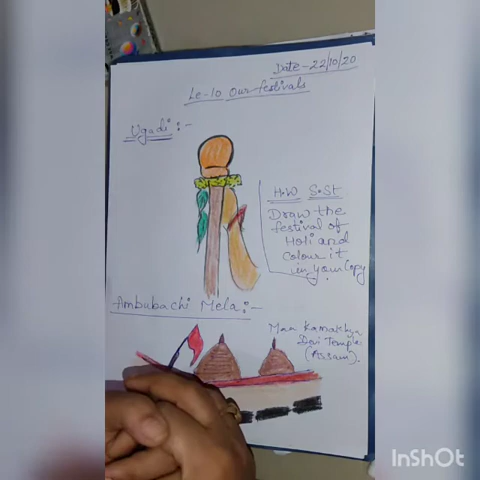 Date-22/10/20
Le-10 Our festivals
Ugadi:-
H.W S.St
Draw the
festival of
Holi and
colour it
in your copy.
Ambubachi Mela:-
Maa Kamakhya
Devi Temple
(Assam).
InShOt